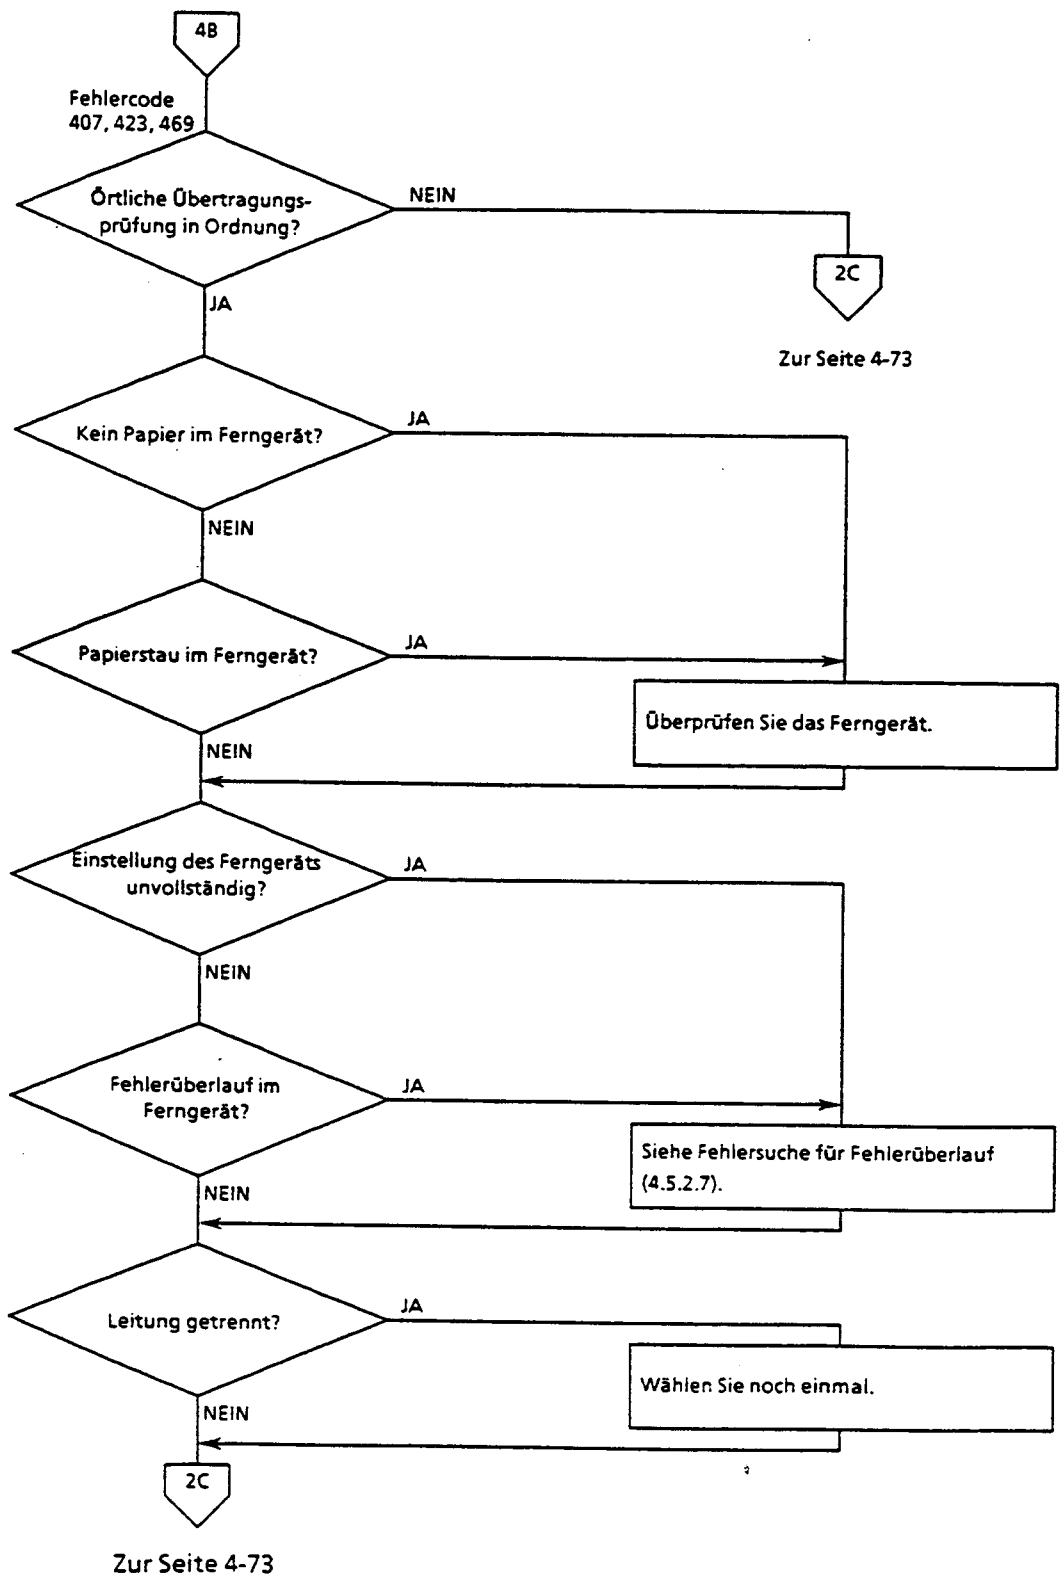 4B
Fehlercode
407, 423, 469
Örtliche Übertragungs-
prüfung in Ordnung?
NEIN
2C
JA
Zur Seite 4-73
Kein Papier im Ferngerät?
JA
NEIN
Papierstau im Ferngerät?
JA
Überprüfen Sie das Ferngerät.
NEIN
Einstellung des Ferngeräts
unvollständig?
JA
NEIN
Fehlerüberlauf im
Ferngerät?
JA
Siehe Fehlersuche für Fehlerüberlauf
(4.5.2.7).
NEIN
Leitung getrennt?
JA
Wählen Sie noch einmal.
NEIN
2C
Zur Seite 4-73